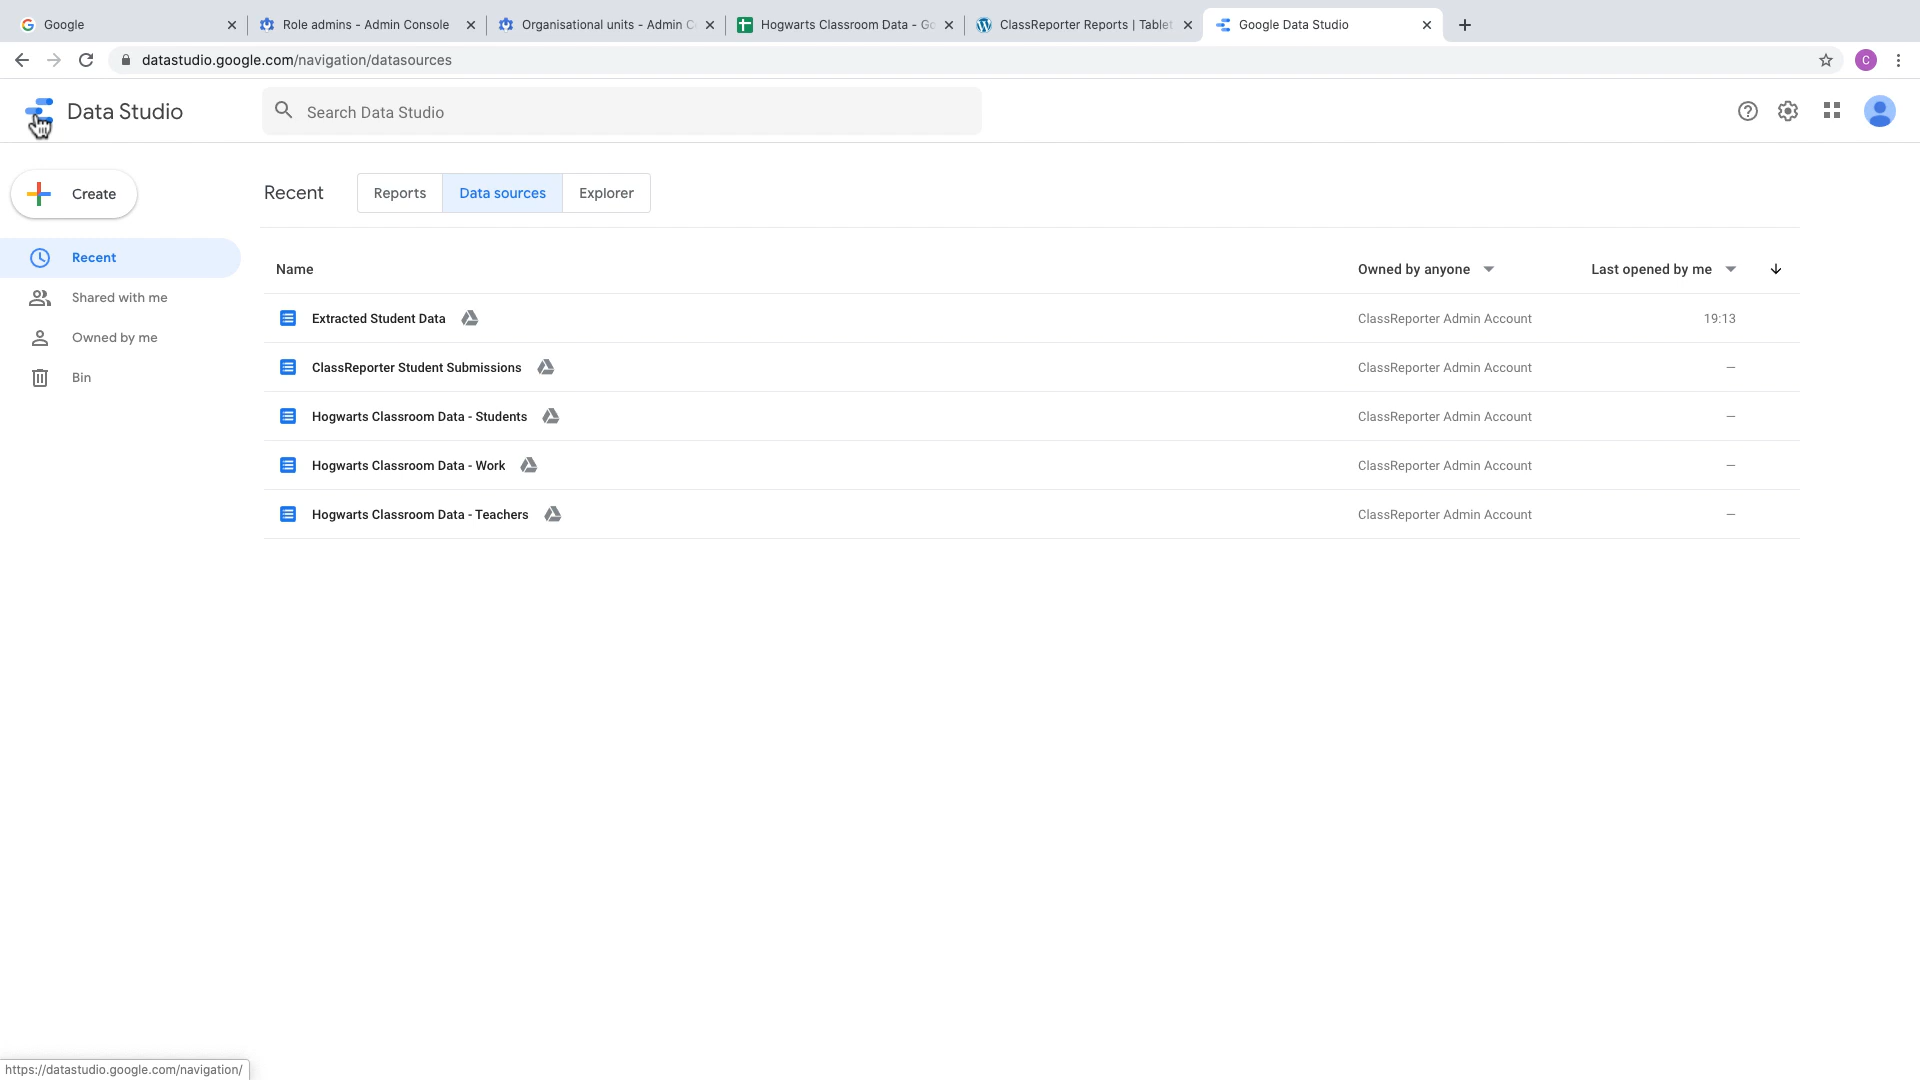 Google
Role admins - Admin Console
Organisational units - Admin C
Hogwarts Classroom Data - Go
ClassReporter Reports | Tablet
Google Data Studio
datastudio.google.com/navigation/datasources
C
Data Studio
Search Data Studio
Create
Recent
Shared with me
Owned by me
Bin
Recent
Reports
Data sources
Explorer
Name
Owned by anyone
Last opened by me
Extracted Student Data
ClassReporter Admin Account
19:13
ClassReporter Student Submissions
ClassReporter Admin Account
—
Hogwarts Classroom Data - Students
ClassReporter Admin Account
—
Hogwarts Classroom Data - Work
ClassReporter Admin Account
—
Hogwarts Classroom Data - Teachers
ClassReporter Admin Account
—
https://datastudio.google.com/navigation/